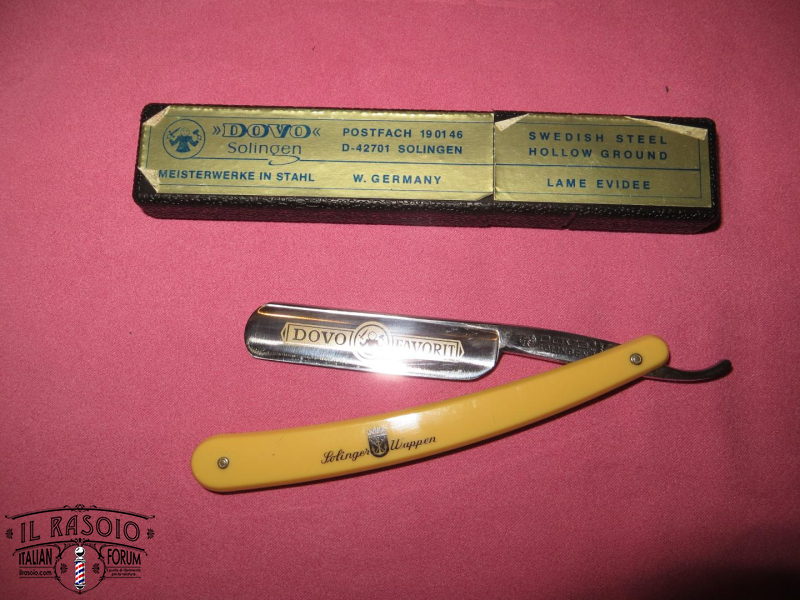 »DOVO«
Solingen
MEISTERWERKE IN STAHL
POSTFACH 190146
D-42701 SOLINGEN
W. GERMANY
SWEDISH STEEL
HOLLOW GROUND
LAME EVIDEE
DOVO FAVORIT
Solinger Wappen
IL RASOIO
ITALIAN FORUM
ilrasoio.com